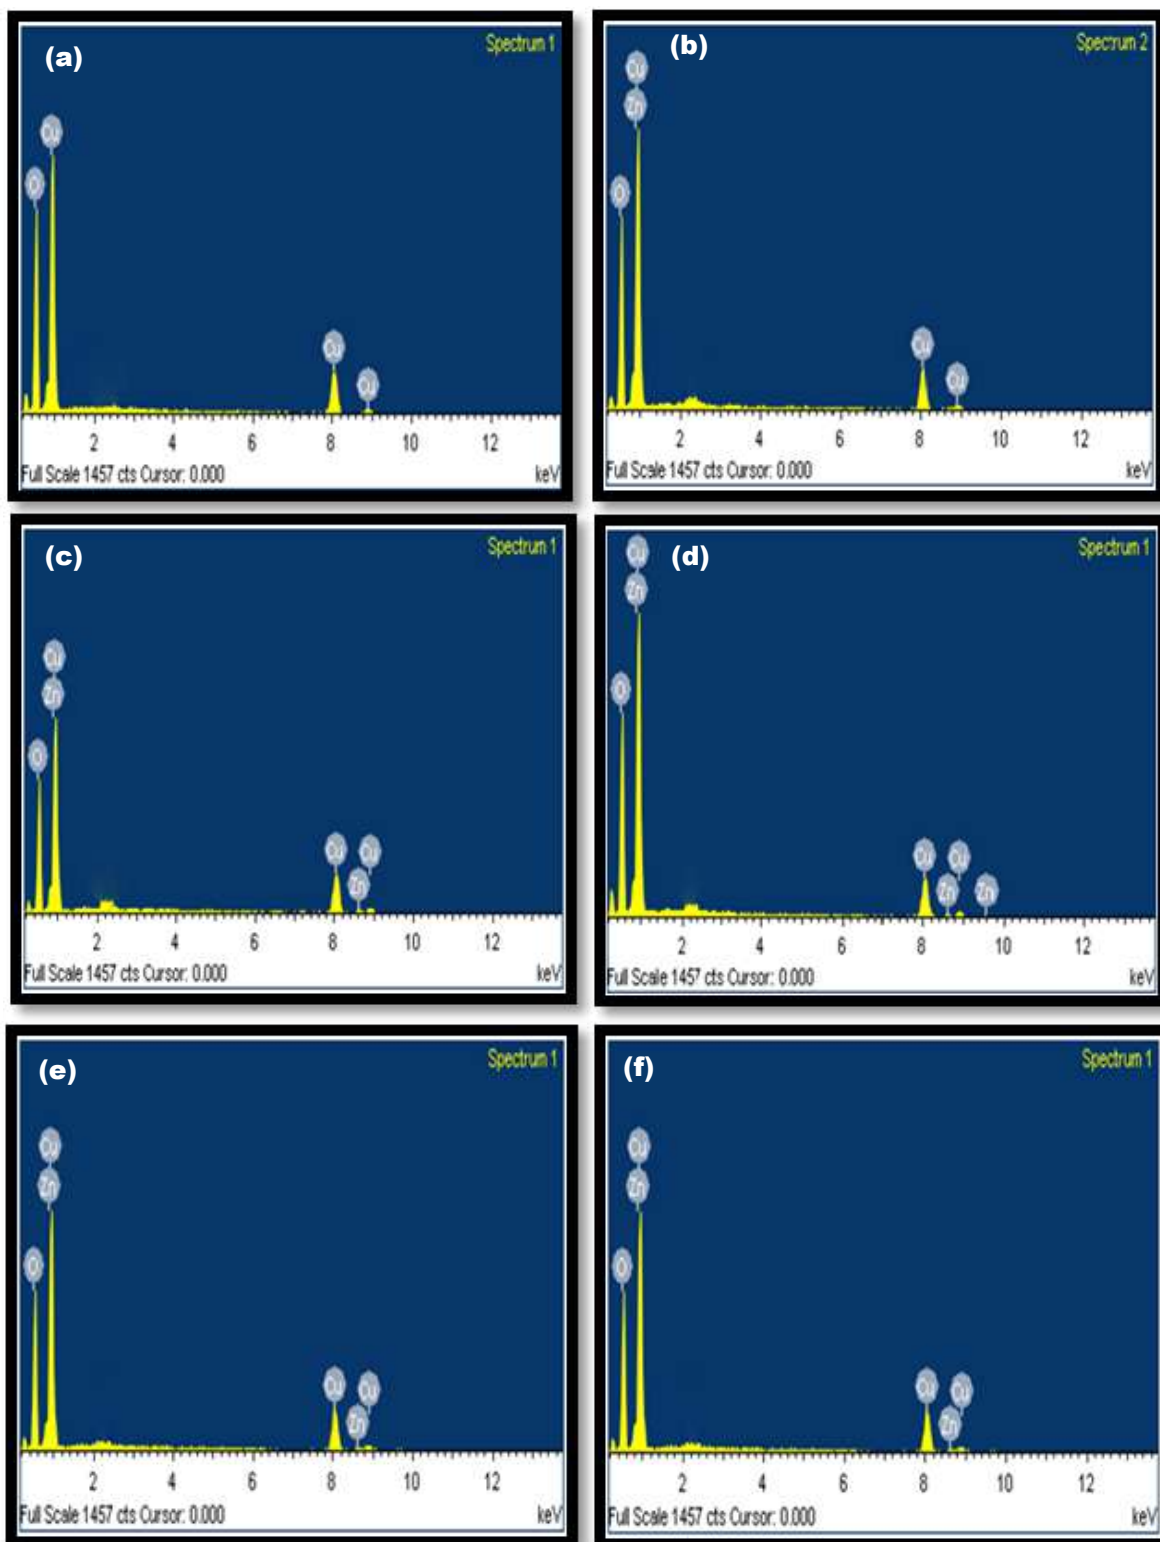 (a)
Spectrum 1
Cu
O
Cu
Cu
2 4 6 8 10 12
Full Scale 1457 cts Cursor: 0.000 keV
(b)
Spectrum 2
Cu
Zn
O
Cu
Cu
2 4 6 8 10 12
Full Scale 1457 cts Cursor: 0.000 keV
(c)
Spectrum 1
Cu
Zn
O
Cu Cu
Zn
2 4 6 8 10 12
Full Scale 1457 cts Cursor: 0.000 keV
(d)
Spectrum 1
Cu
Zn
O
Cu Cu
Zn Zn
2 4 6 8 10 12
Full Scale 1457 cts Cursor: 0.000 keV
(e)
Spectrum 1
Cu
Zn
O
Cu Cu
Zn
2 4 6 8 10 12
Full Scale 1457 cts Cursor: 0.000 keV
(f)
Spectrum 1
Cu
Zn
O
Cu Cu
Zn
2 4 6 8 10 12
Full Scale 1457 cts Cursor: 0.000 keV